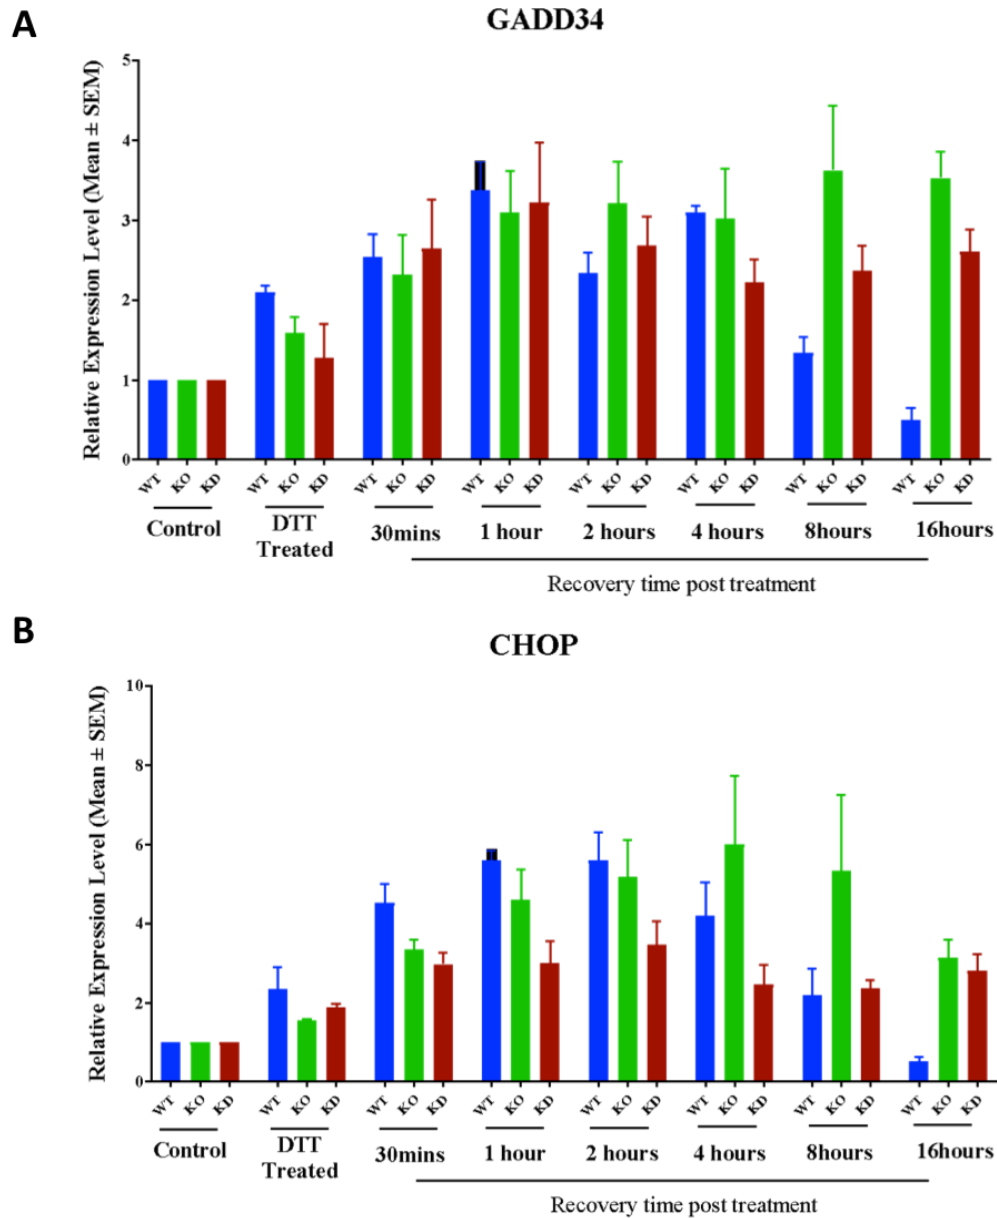 A
GADD34
Relative Expression Level (Mean ± SEM)
5
4
3
2
1
0
WT KO KD WT KO KD WT KO KD WT KO KD WT KO KD WT KO KD WT KO KD WT KO KD
Control DTT Treated 30mins 1 hour 2 hours 4 hours 8hours 16hours
Recovery time post treatment
B
CHOP
Relative Expression Level (Mean ± SEM)
10
8
6
4
2
0
WT KO KD WT KO KD WT KO KD WT KO KD WT KO KD WT KO KD WT KO KD WT KO KD
Control DTT Treated 30mins 1 hour 2 hours 4 hours 8hours 16hours
Recovery time post treatment